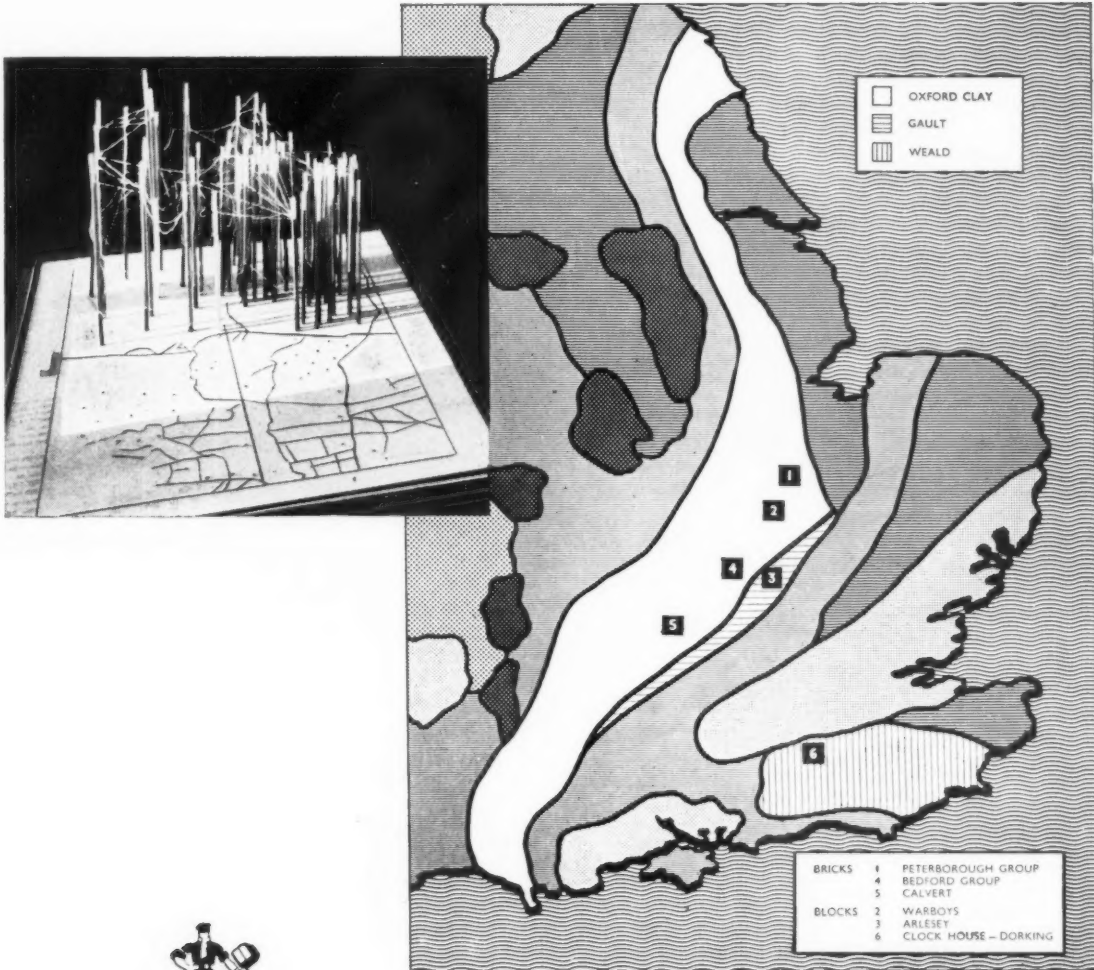 OXFORD CLAY
GAULT
WEALD
1
2
4
3
5
6
BRICKS 1 PETERBOROUGH GROUP
4 BEDFORD GROUP
5 CALVERT
BLOCKS 2 WARBOYS
3 ARLESEY
6 CLOCK HOUSE – DORKING